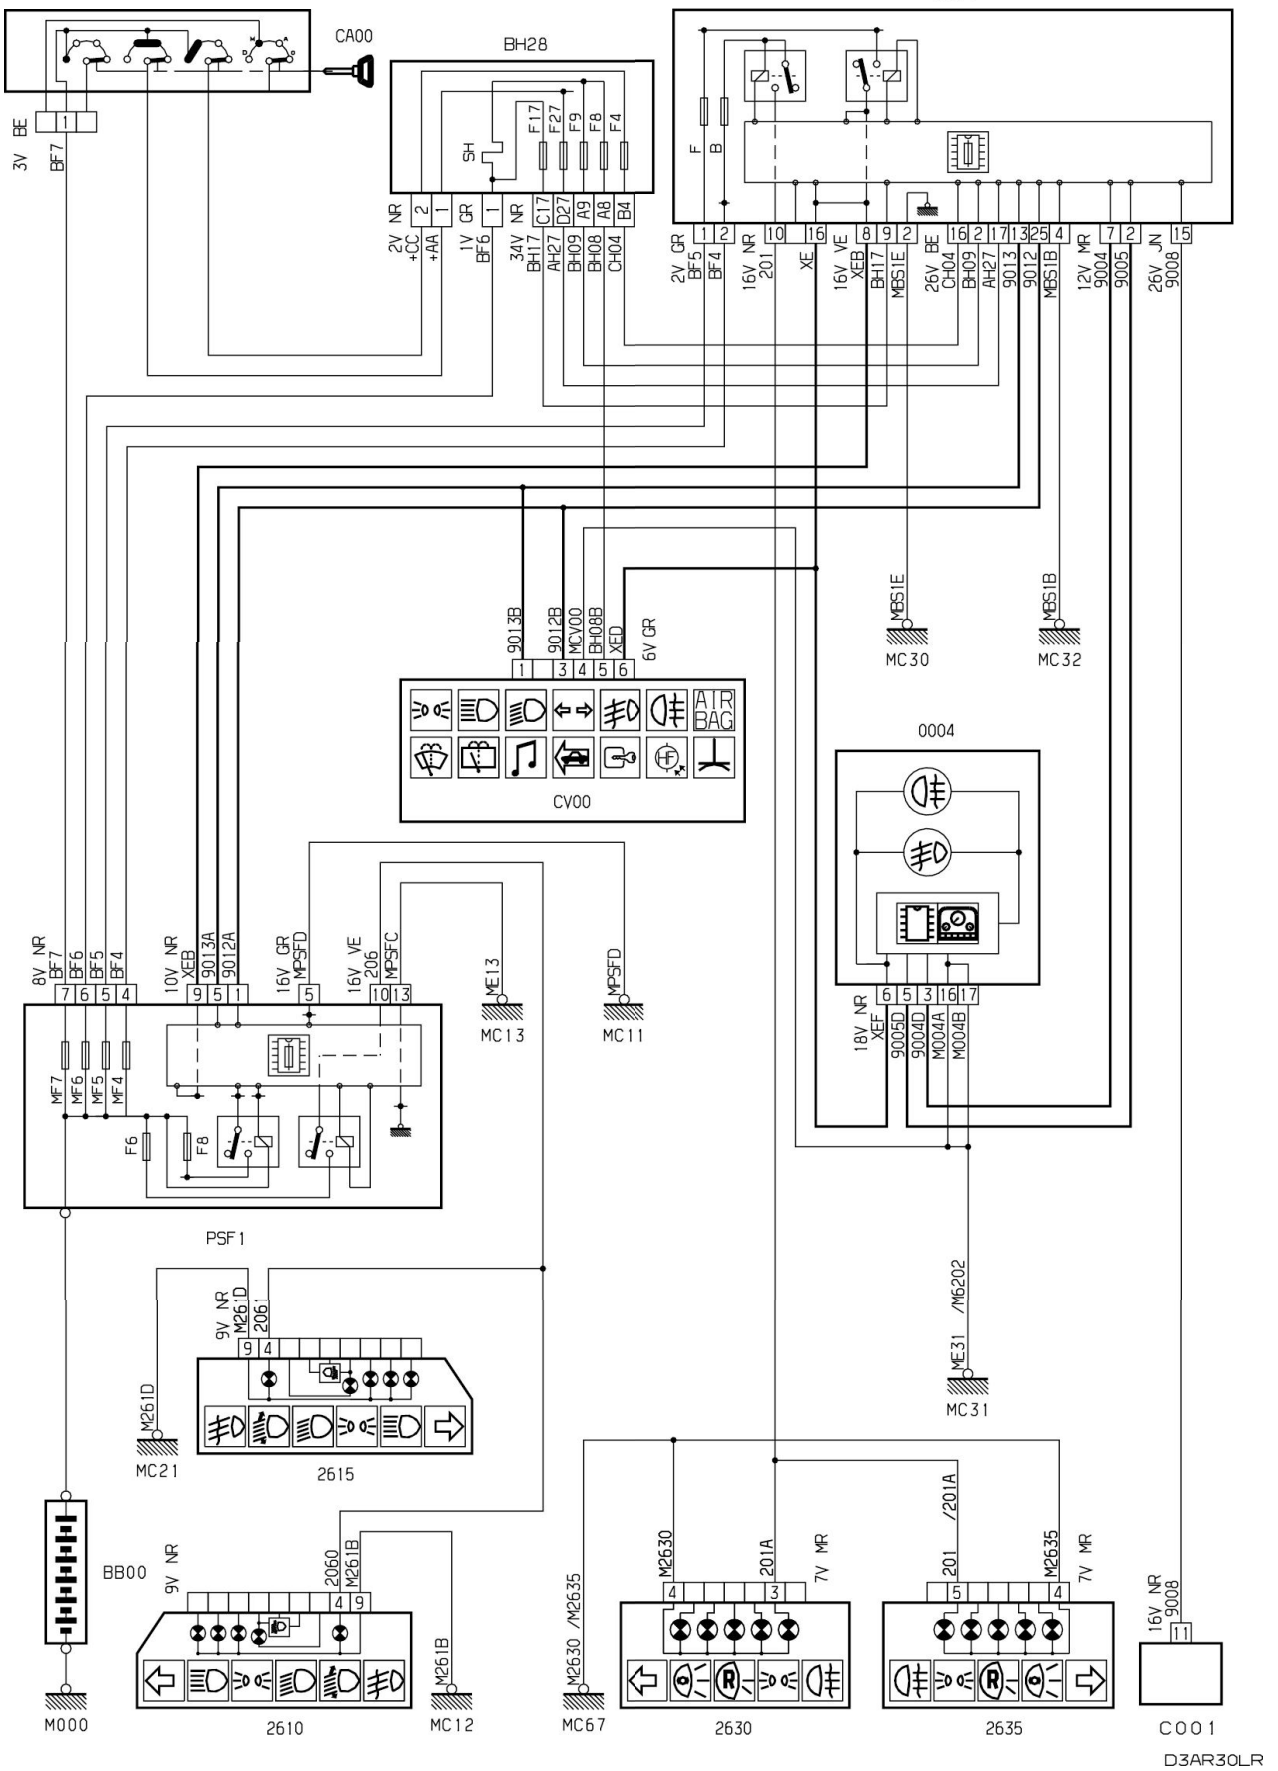 CA00
M A
D D
1
3V BE
BF7
BH28
SH
F17
F27
F9
F8
F4
2 1 1 C17 D27 A9 A8 B4
2V NR
+CC
+AA
1V GR
BF6
34V NR
BH17
AH27
BH09
BH08
CH04
F
B
1 2 10 16 8 9 2 16 2 17 13 25 4 7 2 15
2V GR
BF5
BF4
16V NR
201
XE
16V VE
XEB
BH17
MBS1E
26V BE
CH04
BH09
AH27
9013
9012
MBS1B
12V MR
9004
9005
26V JN
9008
MBS1E
MC30
MBS1B
MC32
9013B
9012B
MCV00
BH08B
XED
6V GR
1 3 4 5 6
AIR
BAG
HF
CV00
0004
6 5 3 16 17
18V NR
XEF
9005D
9004D
M004A
M004B
8V NR
BF7
BF6
BF5
BF4
10V NR
XEB
9013A
9012A
16V GR
MPSFD
16V VE
206
MPSFC
7 6 5 4 9 5 1 5 10 13
ME13
MC13
MPSFD
MC11
MF7
MF6
MF5
MF4
F6
F8
PSF1
9V NR
M261D
2061
9 4
M261D
MC21
2615
/M6202
ME31
MC31
BB00
M000
9V NR
2060
M261B
4 9
M261B
MC12
2610
M2630 /M2635
MC67
M2630
201A
7V MR
4 3
R
2630
/201A
201
M2635
7V MR
5 4
R
2635
16V NR
9008
11
C001
D3AR30LR